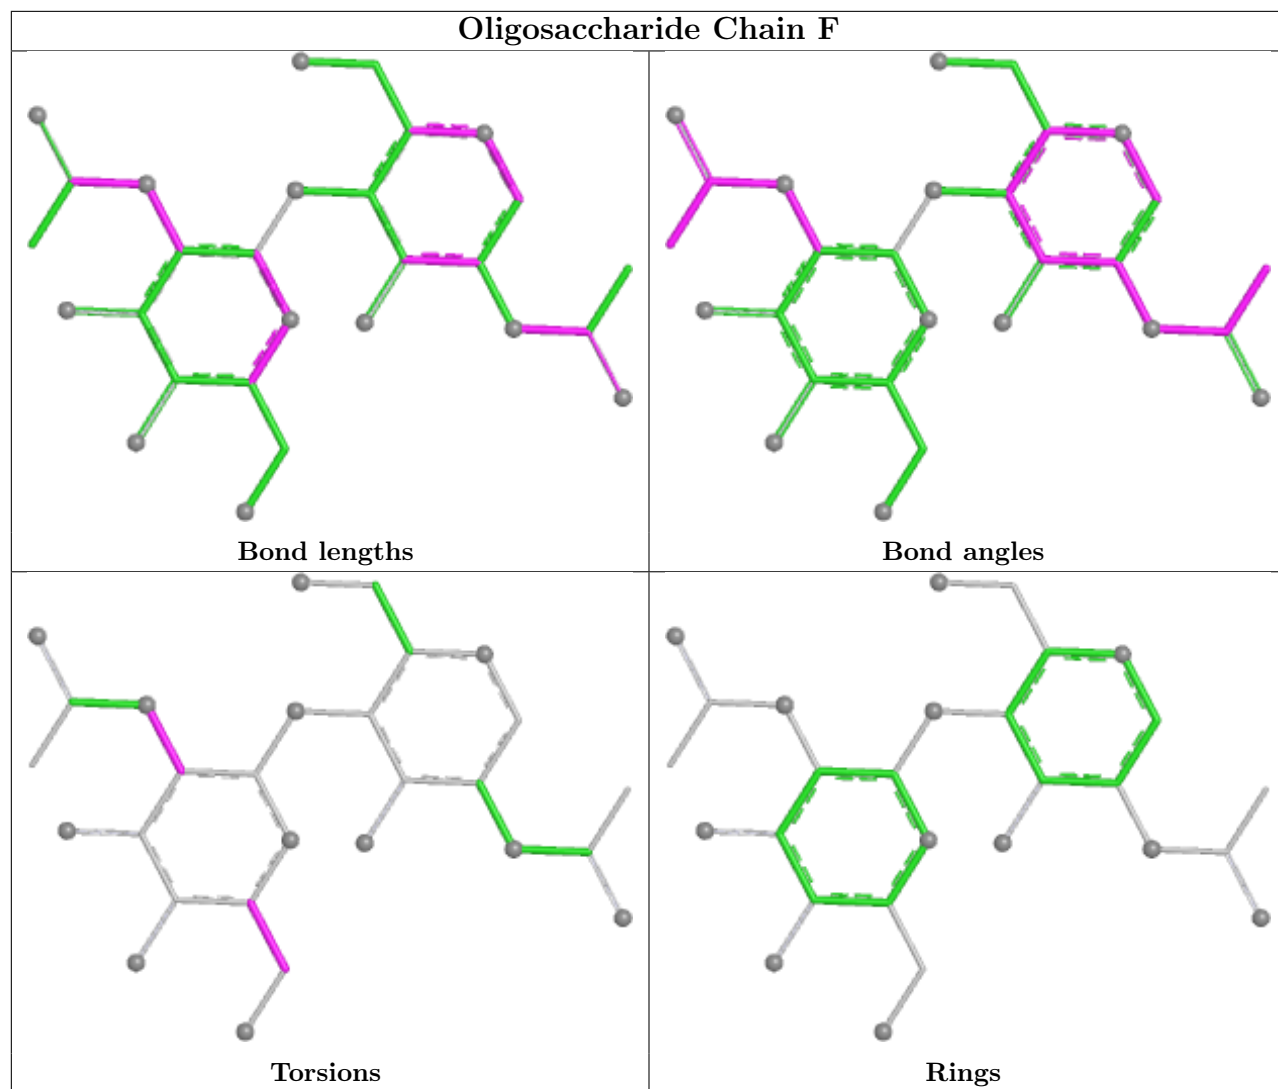 Oligosaccharide Chain F
Bond lengths
Bond angles
Torsions
Rings